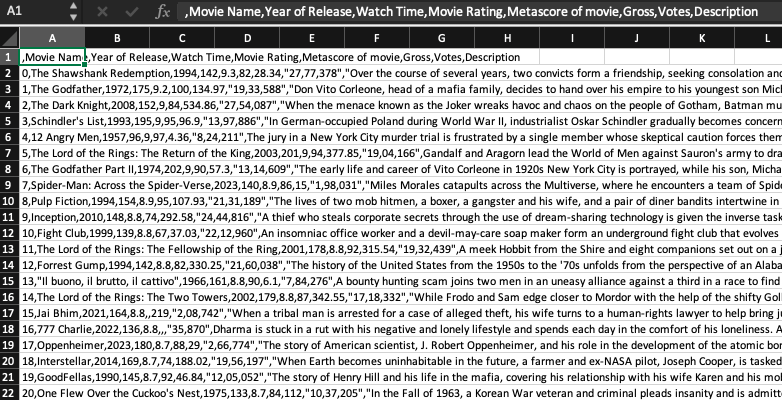 A1 fx ,Movie Name,Year of Release,Watch Time,Movie Rating,Metascore of movie,Gross,Votes,Description
A B C D E F G H I J K L
1 ,Movie Name,Year of Release,Watch Time,Movie Rating,Metascore of movie,Gross,Votes,Description
2 0,The Shawshank Redemption,1994,142,9.3,82,28.34,"27,77,378","Over the course of several years, two convicts form a friendship, seeking consolation and
3 1,The Godfather,1972,175,9.2,100,134.97,"19,33,588","Don Vito Corleone, head of a mafia family, decides to hand over his empire to his youngest son Mich
4 2,The Dark Knight,2008,152,9,84,534.86,"27,54,087","When the menace known as the Joker wreaks havoc and chaos on the people of Gotham, Batman mu
5 3,Schindler's List,1993,195,9,95,96.9,"13,97,886","In German-occupied Poland during World War II, industrialist Oskar Schindler gradually becomes concern
6 4,12 Angry Men,1957,96,9,97,4.36,"8,24,211",The jury in a New York City murder trial is frustrated by a single member whose skeptical caution forces them
7 5,The Lord of the Rings: The Return of the King,2003,201,9,94,377.85,"19,04,166",Gandalf and Aragorn lead the World of Men against Sauron's army to dra
8 6,The Godfather Part II,1974,202,9,90,57.3,"13,14,609","The early life and career of Vito Corleone in 1920s New York City is portrayed, while his son, Micha
9 7,Spider-Man: Across the Spider-Verse,2023,140,8.9,86,15,"1,98,031","Miles Morales catapults across the Multiverse, where he encounters a team of Spid
10 8,Pulp Fiction,1994,154,8.9,95,107.93,"21,31,189","The lives of two mob hitmen, a boxer, a gangster and his wife, and a pair of diner bandits intertwine in
11 9,Inception,2010,148,8.8,74,292.58,"24,44,816","A thief who steals corporate secrets through the use of dream-sharing technology is given the inverse task
12 10,Fight Club,1999,139,8.8,67,37.03,"22,12,960",An insomniac office worker and a devil-may-care soap maker form an underground fight club that evolves
13 11,The Lord of the Rings: The Fellowship of the Ring,2001,178,8.8,92,315.54,"19,32,439",A meek Hobbit from the Shire and eight companions set out on a j
14 12,Forrest Gump,1994,142,8.8,82,330.25,"21,60,038","The history of the United States from the 1950s to the '70s unfolds from the perspective of an Alaba
15 13,"Il buono, il brutto, il cattivo",1966,161,8.8,90,6.1,"7,84,276",A bounty hunting scam joins two men in an uneasy alliance against a third in a race to find
16 14,The Lord of the Rings: The Two Towers,2002,179,8.8,87,342.55,"17,18,332","While Frodo and Sam edge closer to Mordor with the help of the shifty Gol
17 15,Jai Bhim,2021,164,8.8,,219,"2,08,742","When a tribal man is arrested for a case of alleged theft, his wife turns to a human-rights lawyer to help bring ju
18 16,777 Charlie,2022,136,8.8,,,"35,870",Dharma is stuck in a rut with his negative and lonely lifestyle and spends each day in the comfort of his loneliness. A
19 17,Oppenheimer,2023,180,8.7,88,29,"2,66,774","The story of American scientist, J. Robert Oppenheimer, and his role in the development of the atomic bor
20 18,Interstellar,2014,169,8.7,74,188.02,"19,56,197","When Earth becomes uninhabitable in the future, a farmer and ex-NASA pilot, Joseph Cooper, is tasked
21 19,GoodFellas,1990,145,8.7,92,46.84,"12,05,052","The story of Henry Hill and his life in the mafia, covering his relationship with his wife Karen and his mol
22 20,One Flew Over the Cuckoo's Nest,1975,133,8.7,84,112,"10,37,205","In the Fall of 1963, a Korean War veteran and criminal pleads insanity and is admitt